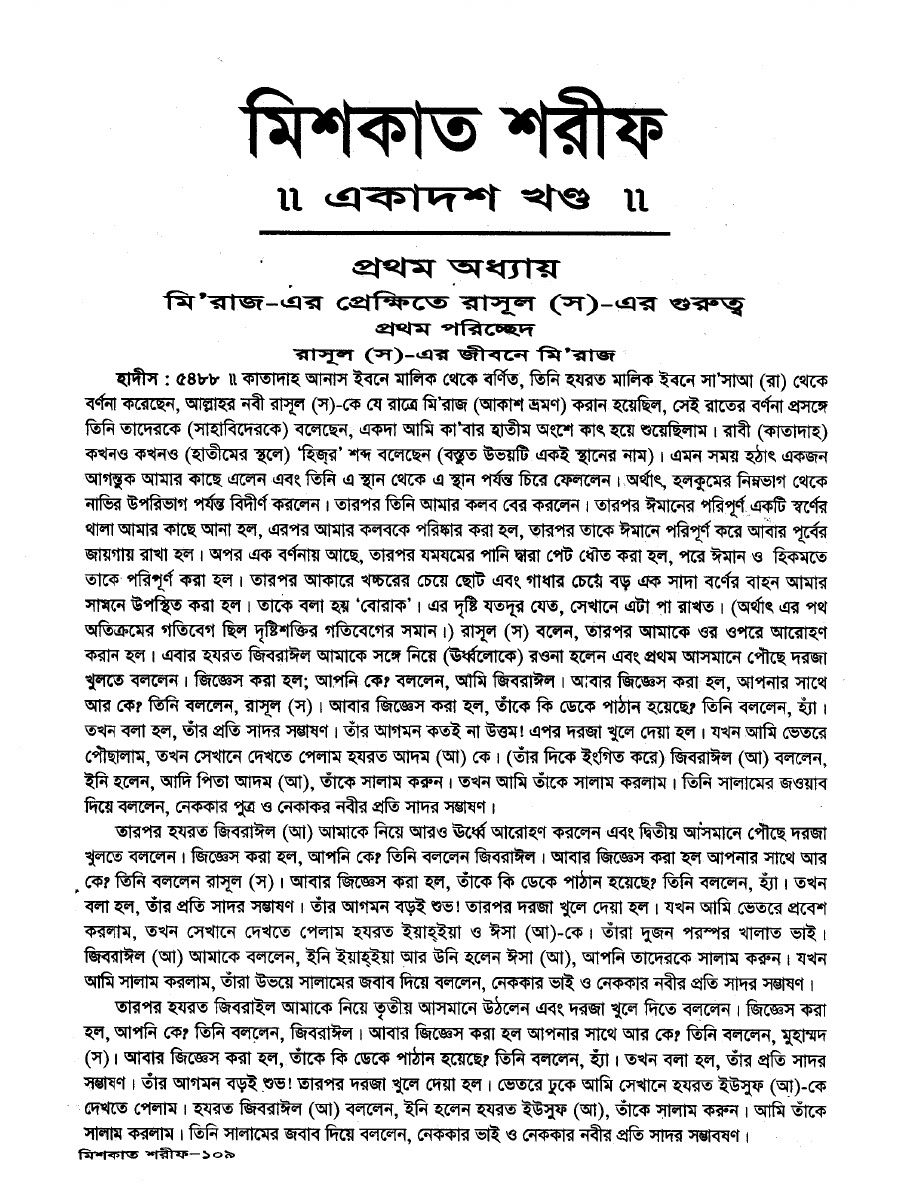 মিশকাত শরীফ
॥ একাদশ খণ্ড ॥
প্রথম অধ্যায়
মি'রাজ-এর প্রেক্ষিতে রাসূল (স)-এর গুরুত্ব
প্রথম পরিচ্ছেদ
রাসূল (স)-এর জীবনে মি'রাজ
হাদীস : ৫৪৮৮ ॥ কাতাদাহ আনাস ইবনে মালিক থেকে বর্ণিত, তিনি হযরত মালিক ইবনে সা'সাআ (রা) থেকে
বর্ণনা করেছেন, আল্লাহর নবী রাসূল (স)-কে যে রাত্রে মি'রাজ (আকাশ ভ্রমণ) করান হয়েছিল, সেই রাতের বর্ণনা প্রসঙ্গে
তিনি তাদেরকে (সাহাবিদেরকে) বলেছেন, একদা আমি কা'বার হাতীম অংশে কাৎ হয়ে শুয়েছিলাম। রাবী (কাতাদাহ)
কখনও কখনও (হাতীমের স্থলে) 'হিজ্‌র' শব্দ বলেছেন (বস্তুত উভয়টি একই স্থানের নাম)। এমন সময় হঠাৎ একজন
আগন্তুক আমার কাছে এলেন এবং তিনি এ স্থান থেকে এ স্থান পর্যন্ত চিরে ফেললেন। অর্থাৎ, হলকুমের নিম্নভাগ থেকে
নাভির উপরিভাগ পর্যন্ত বিদীর্ণ করলেন। তারপর তিনি আমার কলব বের করলেন। তারপর ঈমানের পরিপূর্ণ একটি স্বর্ণের
থালা আমার কাছে আনা হল, এরপর আমার কলবকে পরিষ্কার করা হল, তারপর তাকে ঈমানে পরিপূর্ণ করে আবার পূর্বের
জায়গায় রাখা হল। অপর এক বর্ণনায় আছে, তারপর যমযমের পানি দ্বারা পেট ধৌত করা হল, পরে ঈমান ও হিকমতে
তাকে পরিপূর্ণ করা হল। তারপর আকারে খচ্চরের চেয়ে ছোট এবং গাধার চেয়ে বড় এক সাদা বর্ণের বাহন আমার
সামনে উপস্থিত করা হল। তাকে বলা হয় 'বোরাক'। এর দৃষ্টি যতদূর যেত, সেখানে এটা পা রাখত। (অর্থাৎ এর পথ
অতিক্রমের গতিবেগ ছিল দৃষ্টিশক্তির গতিবেগের সমান।) রাসূল (স) বলেন, তারপর আমাকে ওর ওপরে আরোহণ
করান হল। এবার হযরত জিবরাঈল আমাকে সঙ্গে নিয়ে (ঊর্ধ্বলোকে) রওনা হলেন এবং প্রথম আসমানে পৌছে দরজা
খুলতে বললেন। জিজ্ঞেস করা হল; আপনি কে? বললেন, আমি জিবরাঈল। আবার জিজ্ঞেস করা হল, আপনার সাথে
আর কে? তিনি বললেন, রাসূল (স)। আবার জিজ্ঞেস করা হল, তাঁকে কি ডেকে পাঠান হয়েছে? তিনি বললেন, হ্যাঁ।
তখন বলা হল, তাঁর প্রতি সাদর সম্ভাষণ। তাঁর আগমন কতই না উত্তম! এপর দরজা খুলে দেয়া হল। যখন আমি ভেতরে
পৌছালাম, তখন সেখানে দেখতে পেলাম হযরত আদম (আ) কে। (তাঁর দিকে ইংগিত করে) জিবরাঈল (আ) বললেন,
ইনি হলেন, আদি পিতা আদম (আ), তাঁকে সালাম করুন। তখন আমি তাঁকে সালাম করলাম। তিনি সালামের জওয়াব
দিয়ে বললেন, নেককার পুত্র ও নেকাকর নবীর প্রতি সাদর সম্ভাষণ।
তারপর হযরত জিবরাঈল (আ) আমাকে নিয়ে আরও ঊর্ধ্বে আরোহণ করলেন এবং দ্বিতীয় আসমানে পৌছে দরজা
খুলতে বললেন। জিজ্ঞেস করা হল, আপনি কে? তিনি বললেন জিবরাঈল। আবার জিজ্ঞেস করা হল আপনার সাথে আর
কে? তিনি বললেন রাসূল (স)। আবার জিজ্ঞেস করা হল, তাঁকে কি ডেকে পাঠান হয়েছে? তিনি বললেন, হ্যাঁ। তখন
বলা হল, তাঁর প্রতি সাদর সম্ভাষণ। তাঁর আগমন বড়ই শুভ! তারপর দরজা খুলে দেয়া হল। যখন আমি ভেতরে প্রবেশ
করলাম, তখন সেখানে দেখতে পেলাম হযরত ইয়াহ্ইয়া ও ঈসা (আ)-কে। তাঁরা দুজন পরস্পর খালাত ভাই।
জিবরাঈল (আ) আমাকে বললেন, ইনি ইয়াহ্ইয়া আর উনি হলেন ঈসা (আ), আপনি তাদেরকে সালাম করুন। যখন
আমি সালাম করলাম, তাঁরা উভয়ে সালামের জবাব দিয়ে বললেন, নেককার ভাই ও নেককার নবীর প্রতি সাদর সম্ভাষণ।
তারপর হযরত জিবরাইল আমাকে নিয়ে তৃতীয় আসমানে উঠলেন এবং দরজা খুলে দিতে বললেন। জিজ্ঞেস করা
হল, আপনি কে? তিনি বললেন, জিবরাঈল। আবার জিজ্ঞেস করা হল আপনার সাথে আর কে? তিনি বললেন, মুহাম্মদ
(স)। আবার জিজ্ঞেস করা হল, তাঁকে কি ডেকে পাঠান হয়েছে? তিনি বললেন, হ্যাঁ। তখন বলা হল, তাঁর প্রতি সাদর
সম্ভাষণ। তাঁর আগমন বড়ই শুভ! তারপর দরজা খুলে দেয়া হল। ভেতরে ঢুকে আমি সেখানে হযরত ইউসুফ (আ)-কে
দেখতে পেলাম। হযরত জিবরাঈল (আ) বললেন, ইনি হলেন হযরত ইউসুফ (আ), তাঁকে সালাম করুন। আমি তাঁকে
সালাম করলাম। তিনি সালামের জবাব দিয়ে বললেন, নেককার ভাই ও নেককার নবীর প্রতি সাদর সম্ভাবষণ।
মিশকাত শরীফ–১০৯